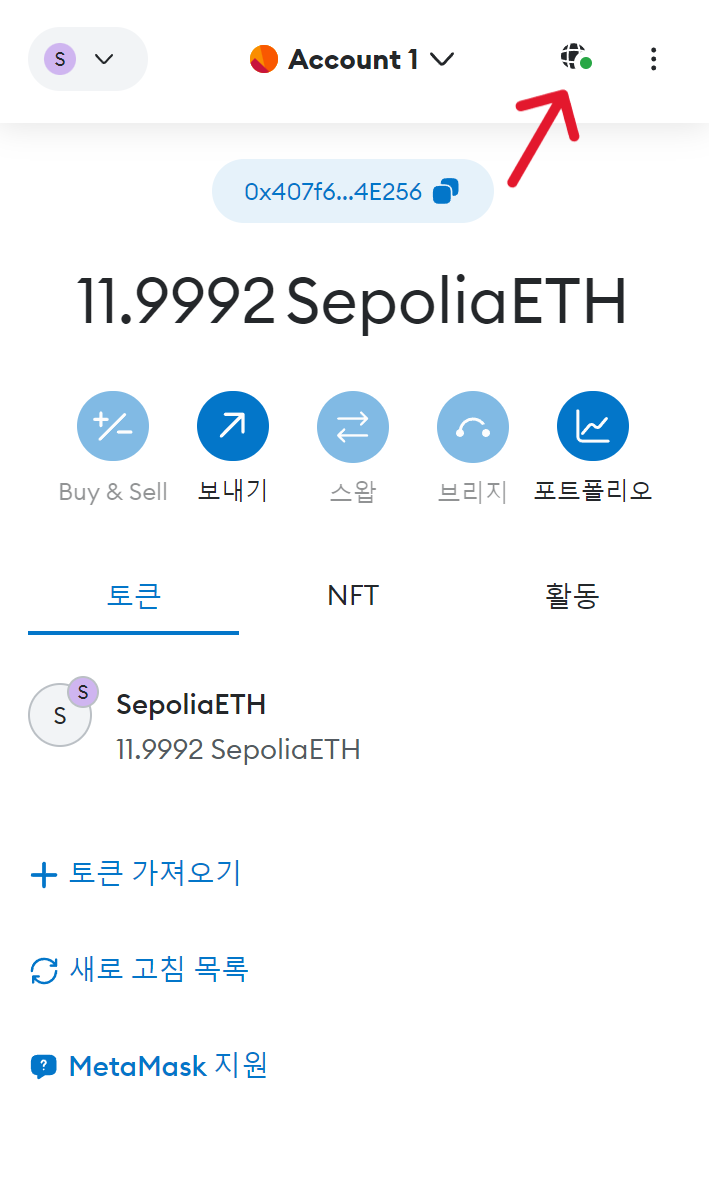 S
Account 1
0x407f6...4E256
11.9992 SepoliaETH
Buy & Sell 보내기 스왑 브리지 포트폴리오
토큰 NFT 활동
S
S
SepoliaETH
11.9992 SepoliaETH
토큰 가져오기
새로 고침 목록
? MetaMask 지원